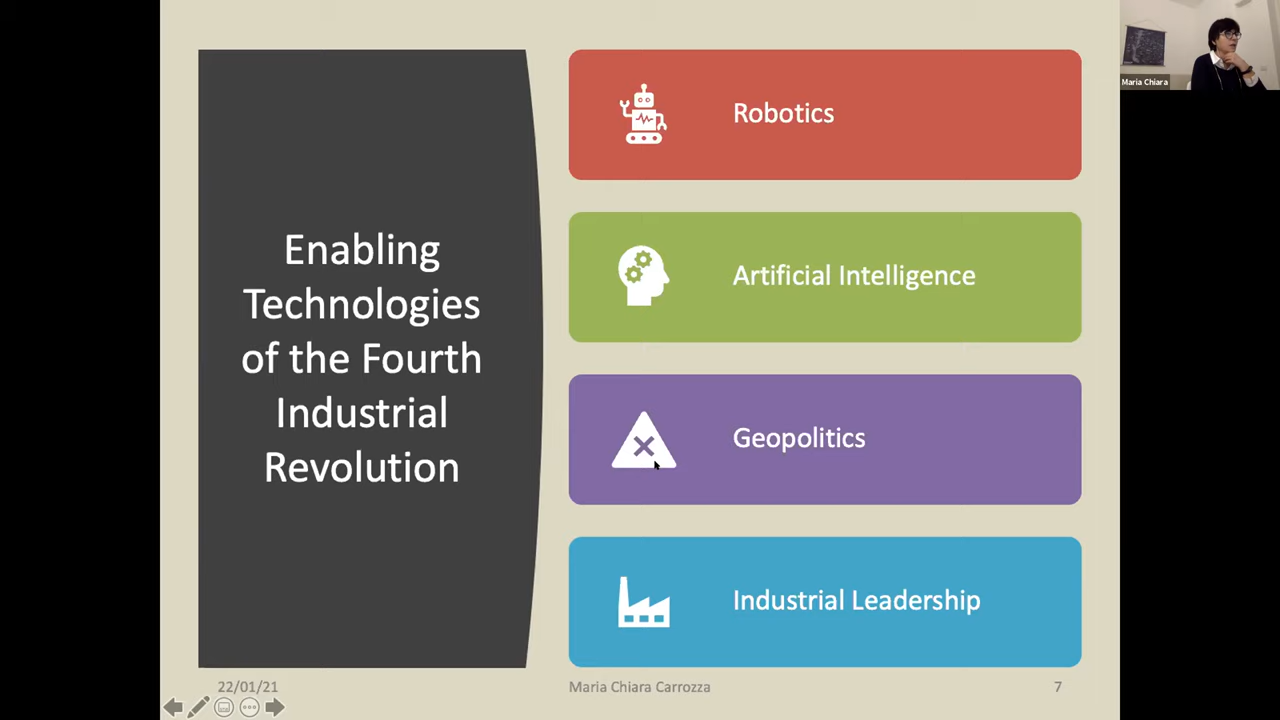 Enabling
Technologies
of the Fourth
Industrial
Revolution
Robotics
Artificial Intelligence
Geopolitics
Industrial Leadership
22/01/21
Maria Chiara Carrozza
7
Maria Chiara